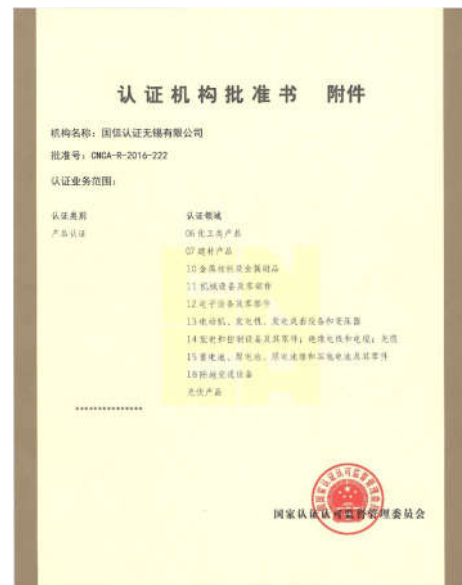 认证机构批准书 附件
机构名称：国信认证无锡有限公司
批准号：CNCA-R-2016-222
认证业务范围：
认证类别 认证领域
产品认证 06 化工类产品
07 建材产品
10 金属材料及金属制品
11 机械设备及零部件
12 电子设备及零部件
13 电动机、发电机、发电成套设备和变压器
14 配电和控制设备及其零件；绝缘电线和电缆；光缆
15 蓄电池、原电池、原电池组和其他电池及其零件
18 陆地交通设备
光伏产品
国家认证认可监督管理委员会